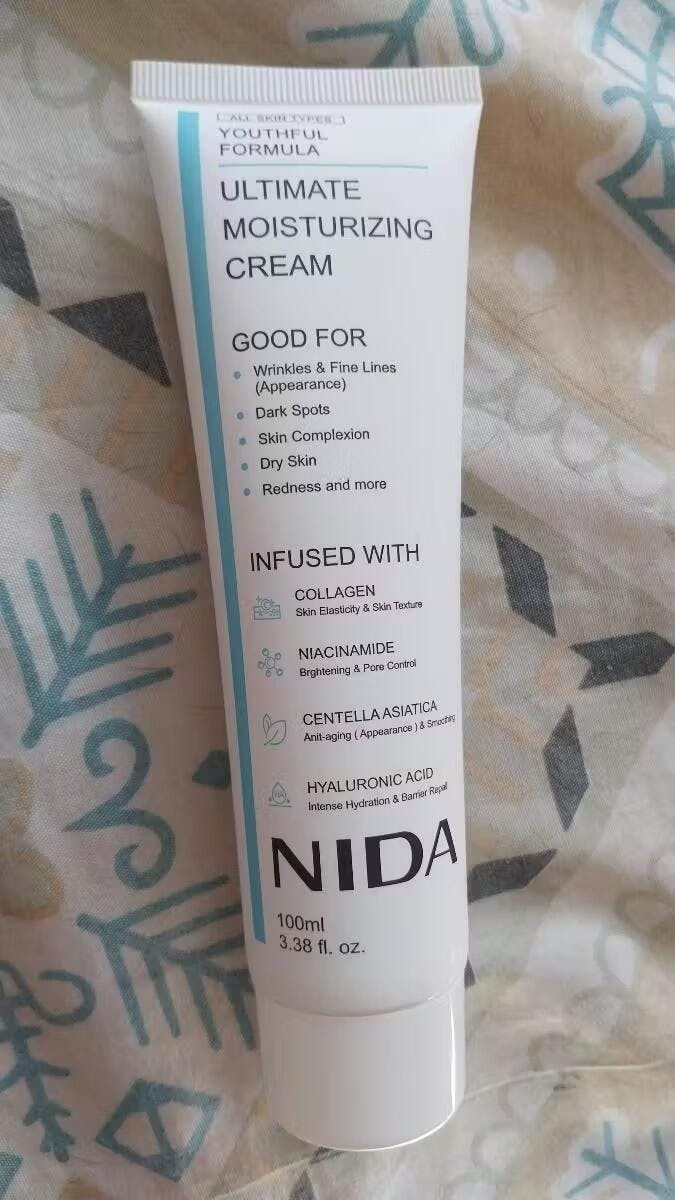 [ ALL SKIN TYPES ]
YOUTHFUL
FORMULA
ULTIMATE
MOISTURIZING
CREAM
GOOD FOR
• Wrinkles & Fine Lines
(Appearance)
• Dark Spots
• Skin Complexion
• Dry Skin
• Redness and more
INFUSED WITH
COLLAGEN
Skin Elasticity & Skin Texture
NIACINAMIDE
Brghtening & Pore Control
CENTELLA ASIATICA
Anit-aging ( Appearance ) & Smoothing
HA
HYALURONIC ACID
Intense Hydration & Barrier Repair
NIDA
100ml
3.38 fl. oz.